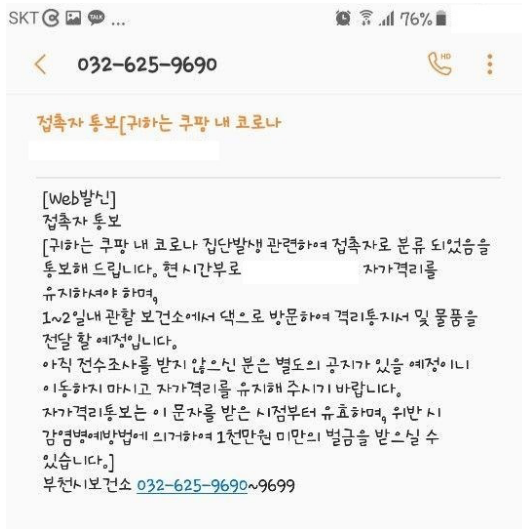 SKT TALK ... 76%
032-625-9690 HD
접촉자 통보[귀하는 쿠팡 내 코로나
[Web발신]
접촉자 통보
[귀하는 쿠팡 내 코로나 집단발생 관련하여 접촉자로 분류 되었음을
통보해 드립니다. 현 시간부로 자가격리를
유지하셔야 하며,
1~2일내 관할 보건소에서 댁으로 방문하여 격리통지서 및 물품을
전달 할 예정입니다.
아직 전수조사를 받지 않으신 분은 별도의 공지가 있을 예정이니
이동하지 마시고 자가격리를 유지해 주시기 바랍니다.
자가격리통보는 이 문자를 받은 시점부터 유효하며, 위반 시
감염병예방법에 의거하여 1천만원 미만의 벌금을 받으실 수
있습니다.]
부천시보건소 032-625-9690~9699